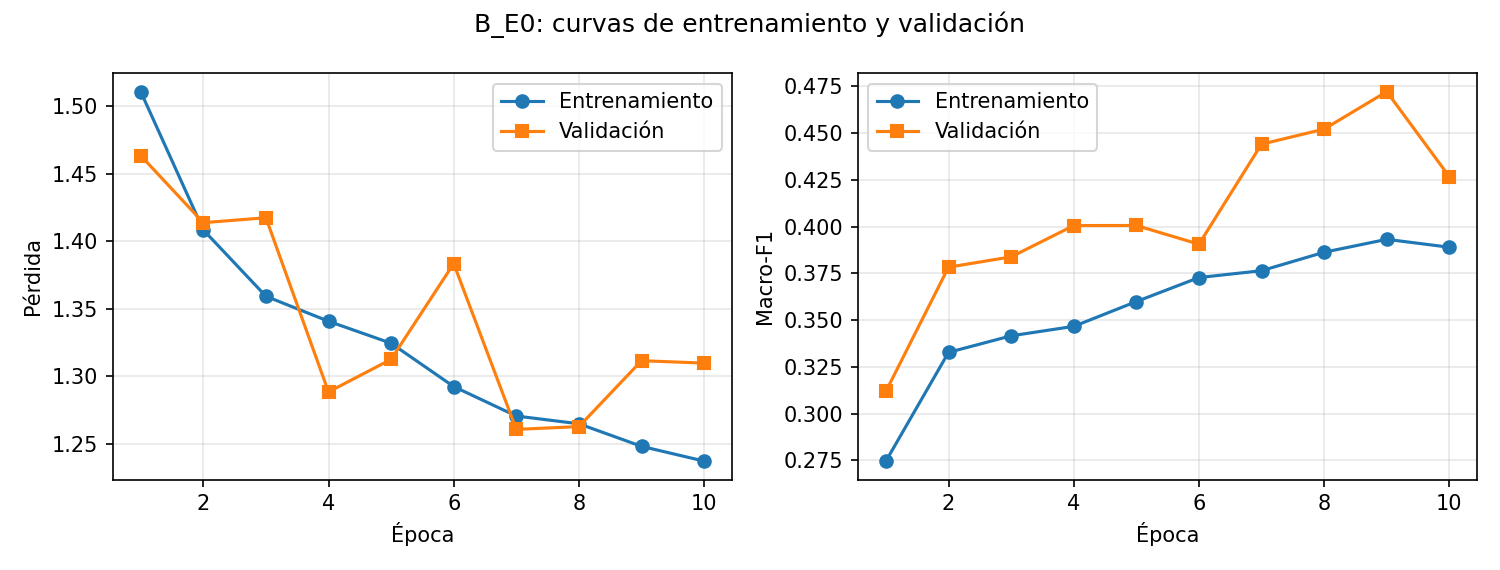 B_E0: curvas de entrenamiento y validación
Pérdida
1.50
1.45
1.40
1.35
1.30
1.25
2
4
6
8
10
Época
Entrenamiento
Validación
Macro-F1
0.475
0.450
0.425
0.400
0.375
0.350
0.325
0.300
0.275
2
4
6
8
10
Época
Entrenamiento
Validación